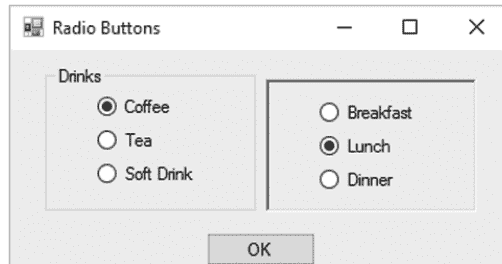 Radio Buttons
Drinks
Coffee
Tea
Soft Drink
Breakfast
Lunch
Dinner
OK